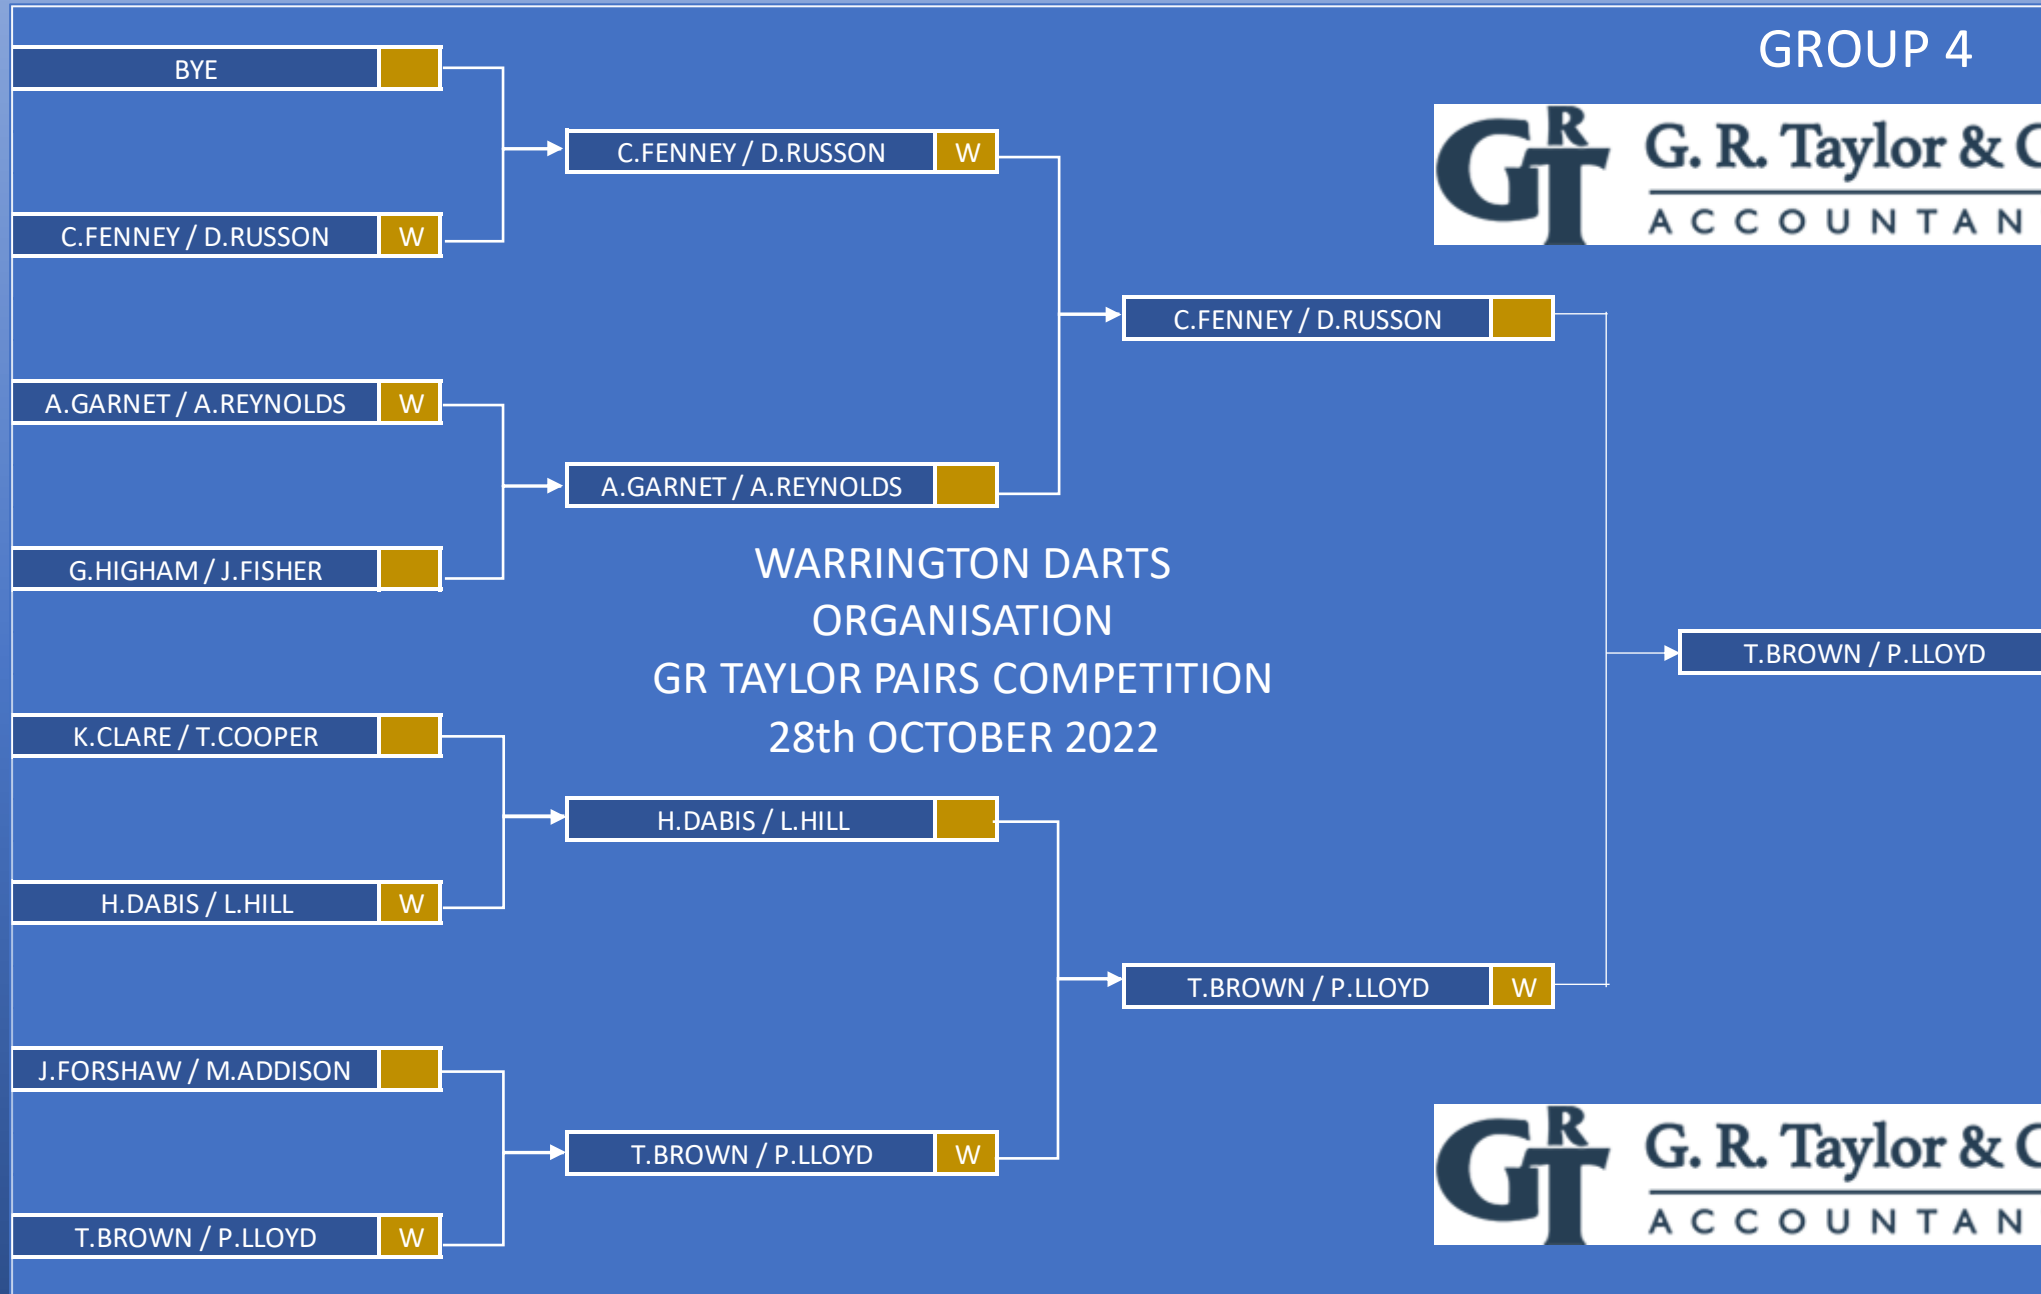 GROUP 4
BYE
G. R. Taylor & C
ACCOUNTAN
C.FENNEY / D.RUSSON W
C.FENNEY / D.RUSSON W
C.FENNEY / D.RUSSON
A.GARNET / A.REYNOLDS W
A.GARNET / A.REYNOLDS
G.HIGHAM / J.FISHER
WARRINGTON DARTS
ORGANISATION
GR TAYLOR PAIRS COMPETITION
28th OCTOBER 2022
T.BROWN / P.LLOYD
K.CLARE / T.COOPER
H.DABIS / L.HILL
H.DABIS / L.HILL W
T.BROWN / P.LLOYD W
J.FORSHAW / M.ADDISON
T.BROWN / P.LLOYD W
T.BROWN / P.LLOYD W
GRT
G. R. Taylor & C
ACCOUNTAN
GRT